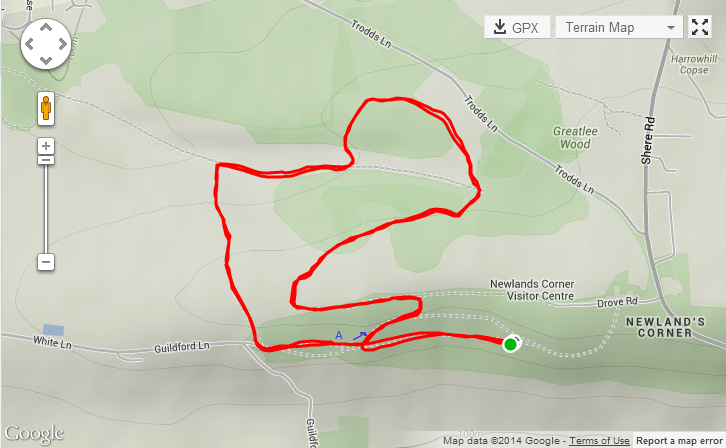 GPX
Terrain Map
Trodds Ln
Harrowhill
Copse
Trodds Ln
Greatlee
Wood
Shere Rd
Trodds Ln
Newlands Corner
Visitor Centre
Drove Rd
NEWLAND'S
CORNER
A
White Ln
Guildford Ln
Guildford
Google
Map data ©2014 Google - Terms of Use Report a map error